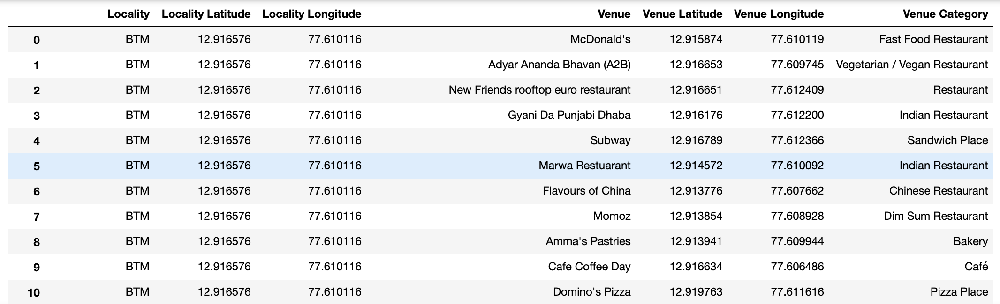 Locality Locality Latitude Locality Longitude Venue Venue Latitude Venue Longitude Venue Category
0 BTM 12.916576 77.610116 McDonald's 12.915874 77.610119 Fast Food Restaurant
1 BTM 12.916576 77.610116 Adyar Ananda Bhavan (A2B) 12.916653 77.609745 Vegetarian / Vegan Restaurant
2 BTM 12.916576 77.610116 New Friends rooftop euro restaurant 12.916651 77.612409 Restaurant
3 BTM 12.916576 77.610116 Gyani Da Punjabi Dhaba 12.916176 77.612200 Indian Restaurant
4 BTM 12.916576 77.610116 Subway 12.916789 77.612366 Sandwich Place
5 BTM 12.916576 77.610116 Marwa Restuarant 12.914572 77.610092 Indian Restaurant
6 BTM 12.916576 77.610116 Flavours of China 12.913776 77.607662 Chinese Restaurant
7 BTM 12.916576 77.610116 Momoz 12.913854 77.608928 Dim Sum Restaurant
8 BTM 12.916576 77.610116 Amma's Pastries 12.913941 77.609944 Bakery
9 BTM 12.916576 77.610116 Cafe Coffee Day 12.916634 77.606486 Café
10 BTM 12.916576 77.610116 Domino's Pizza 12.919763 77.611616 Pizza Place